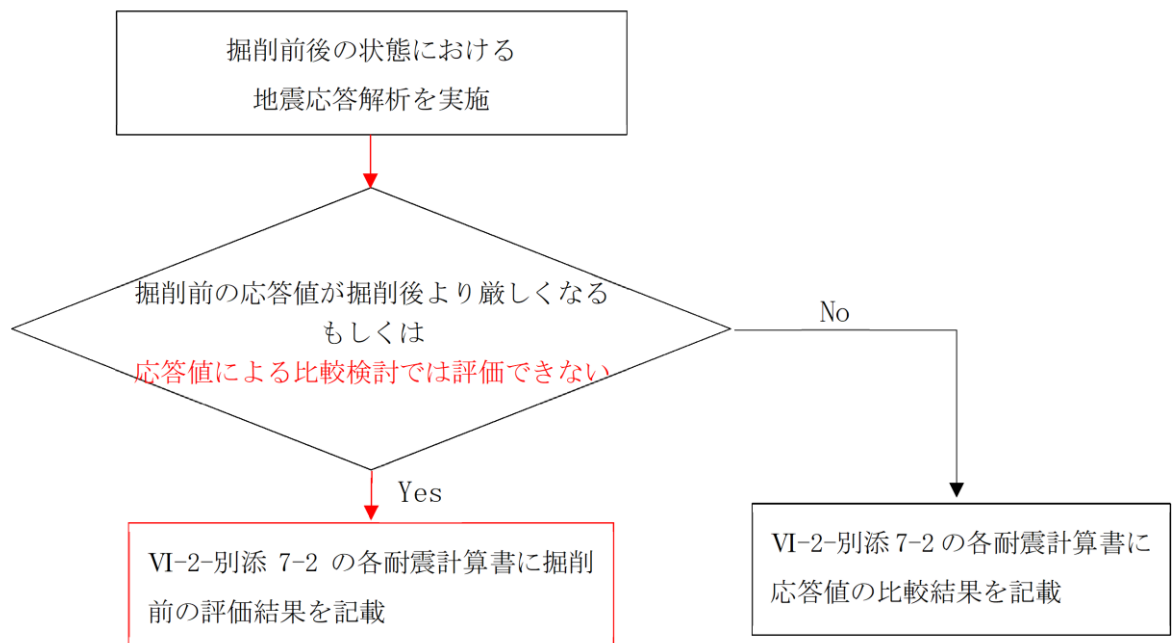 掘削前後の状態における
地震応答解析を実施
掘削前の応答値が掘削後より厳しくなる
もしくは
応答値による比較検討では評価できない
No
Yes
Ⅵ-2-別添 7-2 の各耐震計算書に掘削
前の評価結果を記載
Ⅵ-2-別添 7-2 の各耐震計算書に
応答値の比較結果を記載